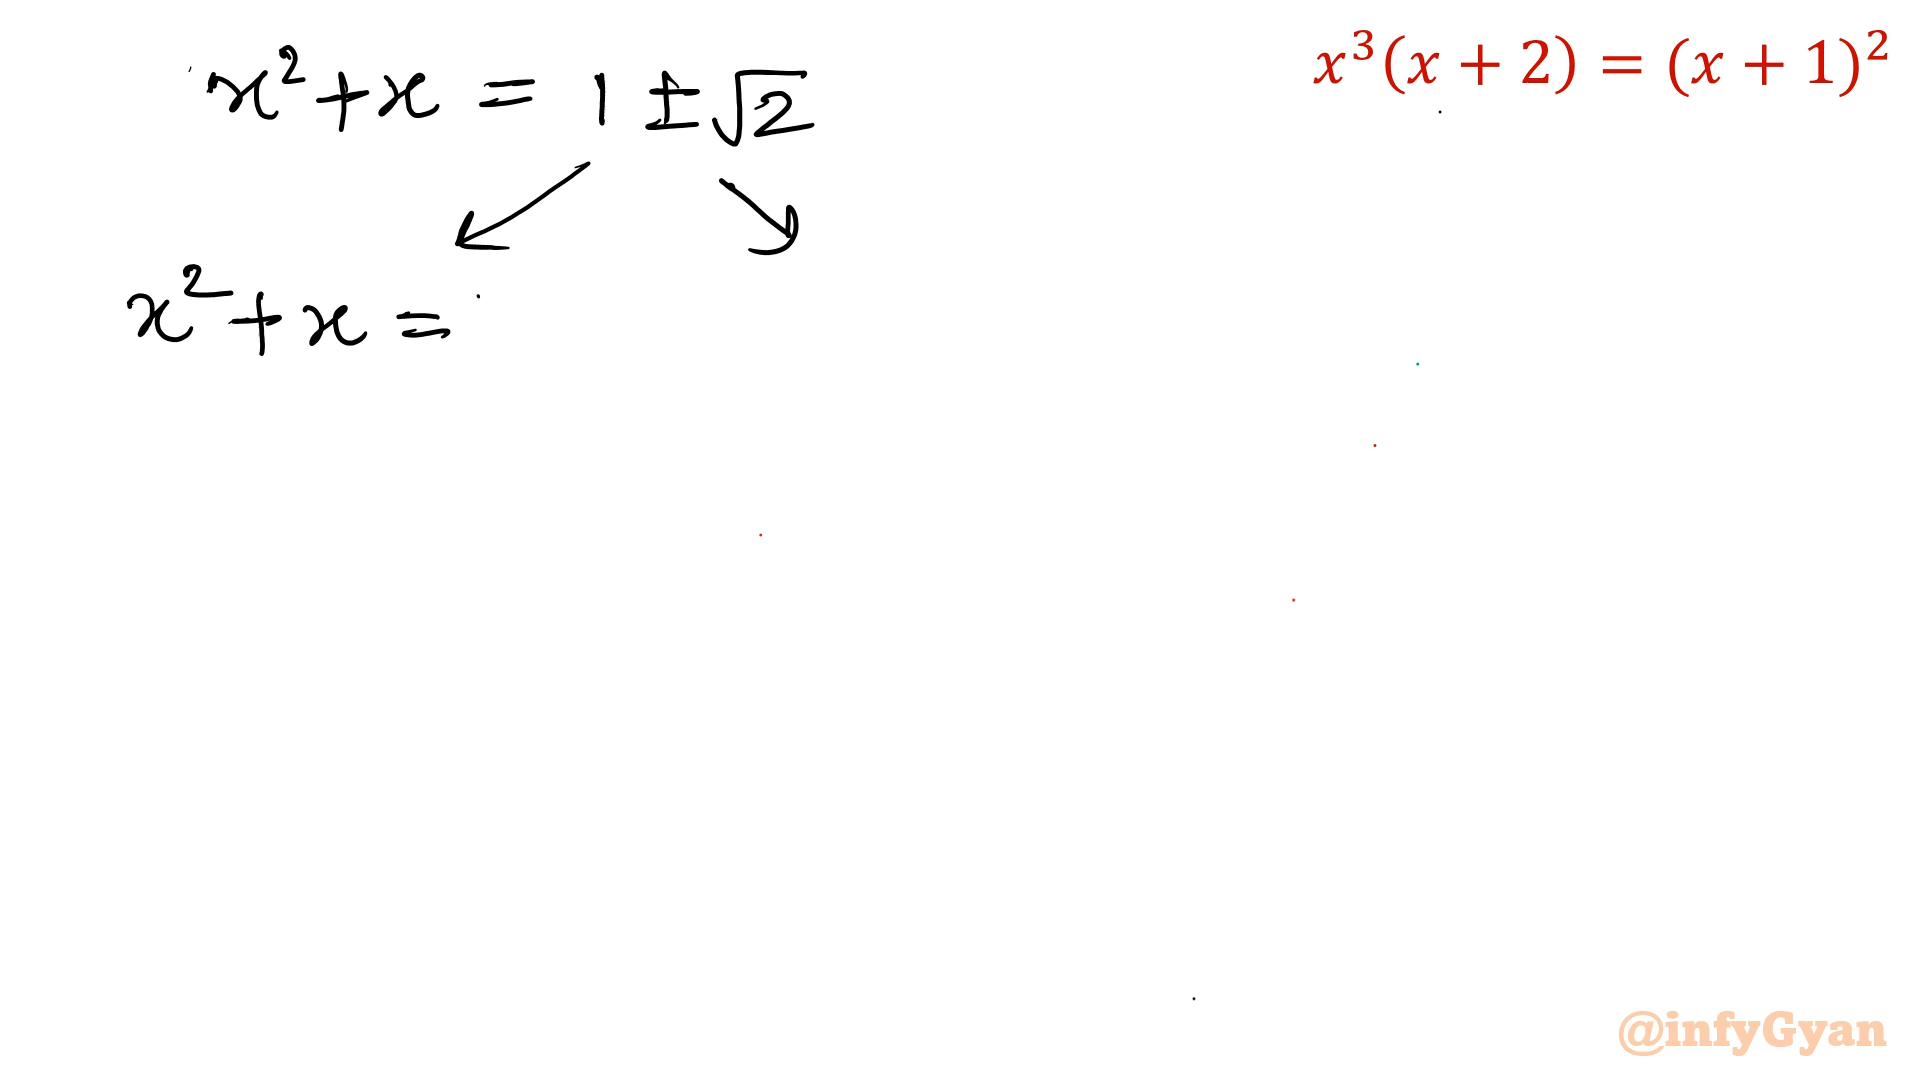 x³(x + 2) = (x + 1)²
x² + x = 1 ± √2
x² + x =
@infyGyan